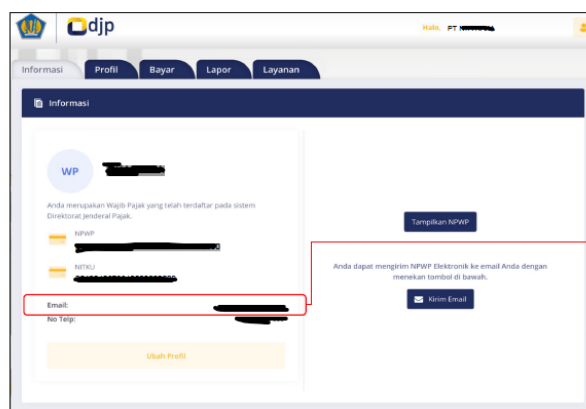 djp
Halo, PT
Informasi Profil Bayar Lapor Layanan
Informasi
WP
Anda merupakan Wajib Pajak yang telah terdaftar pada sistem
Direktorat Jenderal Pajak.
NPWP
NITKU
Email:
No Telp:
Ubah Profil
Tampilkan NPWP
Anda dapat mengirim NPWP Elektronik ke email Anda dengan
menekan tombol di bawah.
Kirim Email